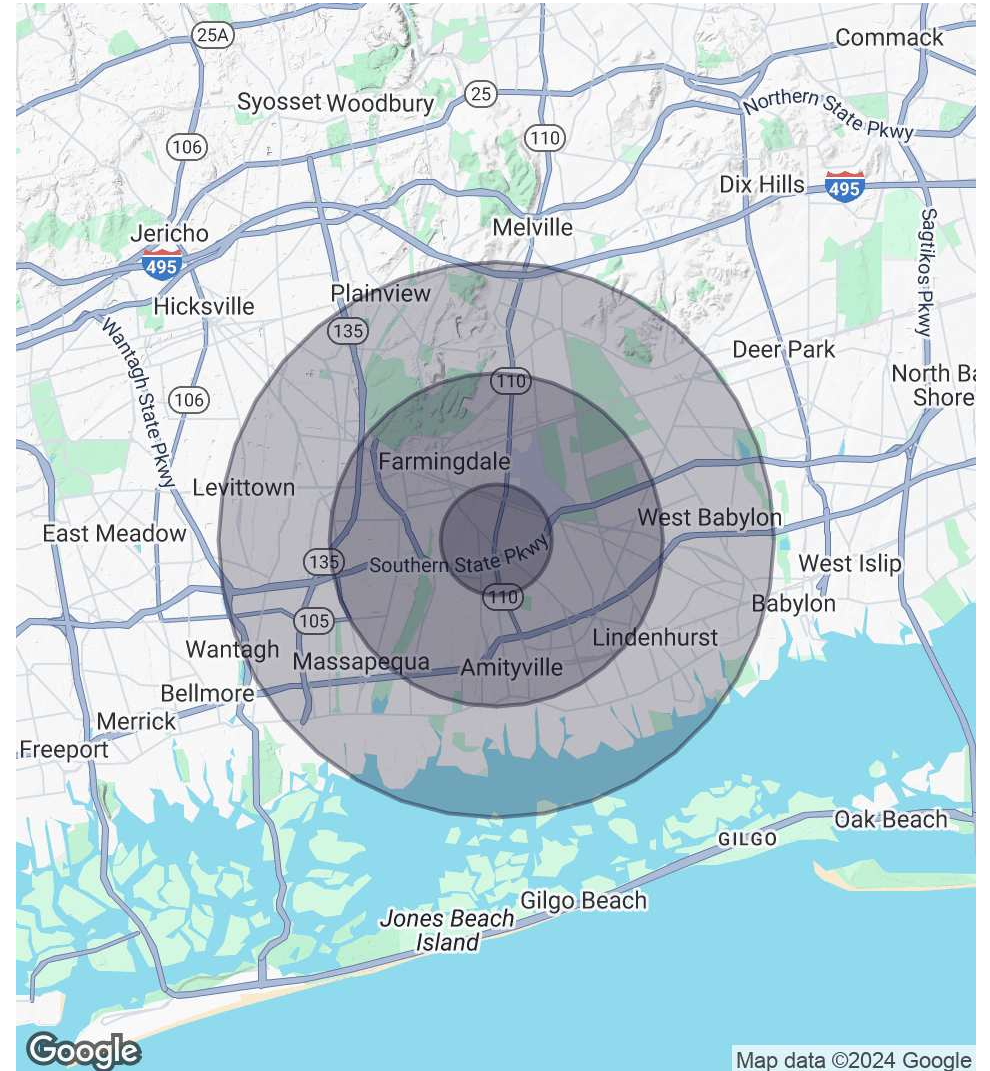 25A
Commack
Syosset Woodbury
25
Northern State Pkwy
106
110
Dix Hills
495
Melville
Jericho
495
Sagtikos Pkwy
Plainview
Hicksville
135
Wantagh State Pkwy
Deer Park
110
North Ba
Shore
106
Farmingdale
Levittown
West Babylon
East Meadow
Southern State Pkwy
135
West Islip
110
Babylon
105
Lindenhurst
Wantagh
Massapequa
Amityville
Bellmore
Merrick
Freeport
Oak Beach
GILGO
Gilgo Beach
Jones Beach
Island
Google
Map data ©2024 Google